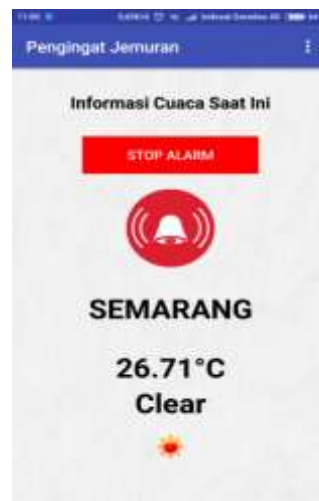 Pengingat Jemuran
Informasi Cuaca Saat Ini
STOP ALARM
SEMARANG
26.71°C
Clear